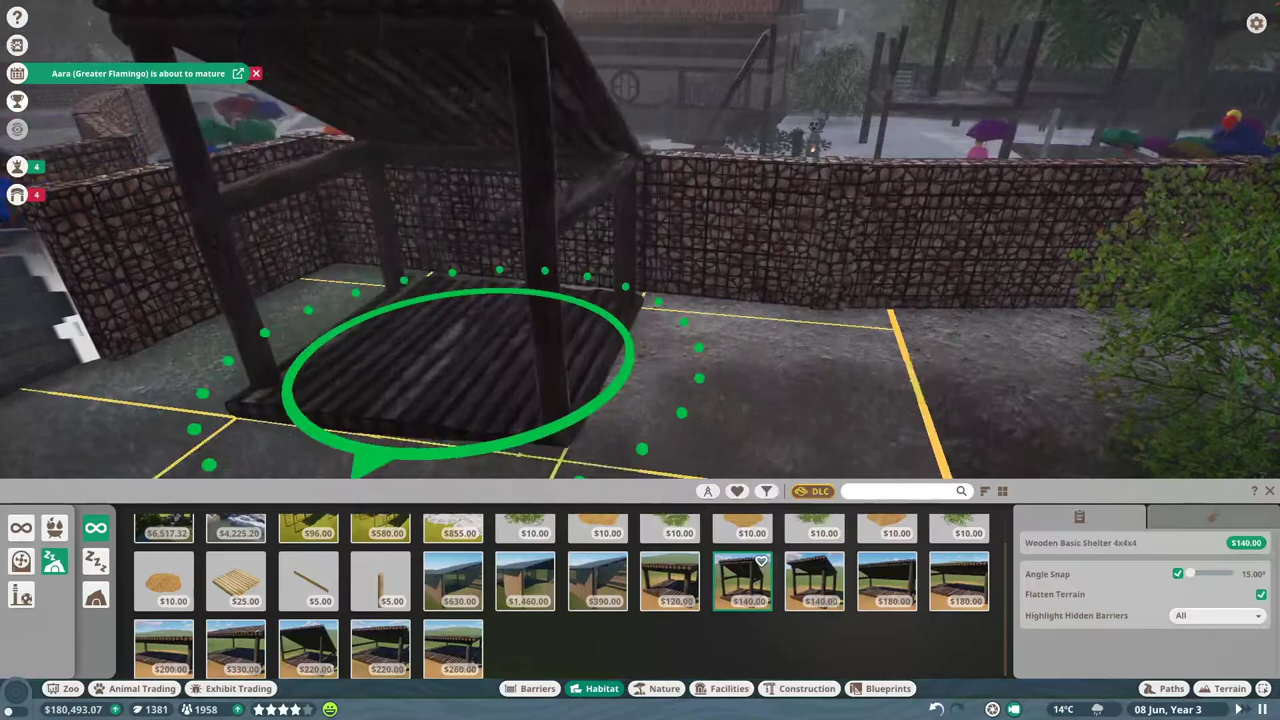 ?
Aara (Greater Flamingo) is about to mature
4
4
DLC
?
$6,517.32 $4,225.20 $96.00 $580.00 $855.00 $10.00 $10.00 $10.00 $10.00 $10.00 $10.00 $10.00
$10.00 $25.00 $5.00 $5.00 $630.00 $1,460.00 $390.00 $120.00 $140.00 $140.00 $180.00 $180.00
$200.00 $330.00 $220.00 $220.00 $260.00
Wooden Basic Shelter 4x4x4 $140.00
Angle Snap 15.00°
Flatten Terrain
Highlight Hidden Barriers All
Zoo Animal Trading Exhibit Trading Barriers Habitat Nature Facilities Construction Blueprints Paths Terrain
$180,493.07 1381 1958 14°C 08 Jun, Year 3